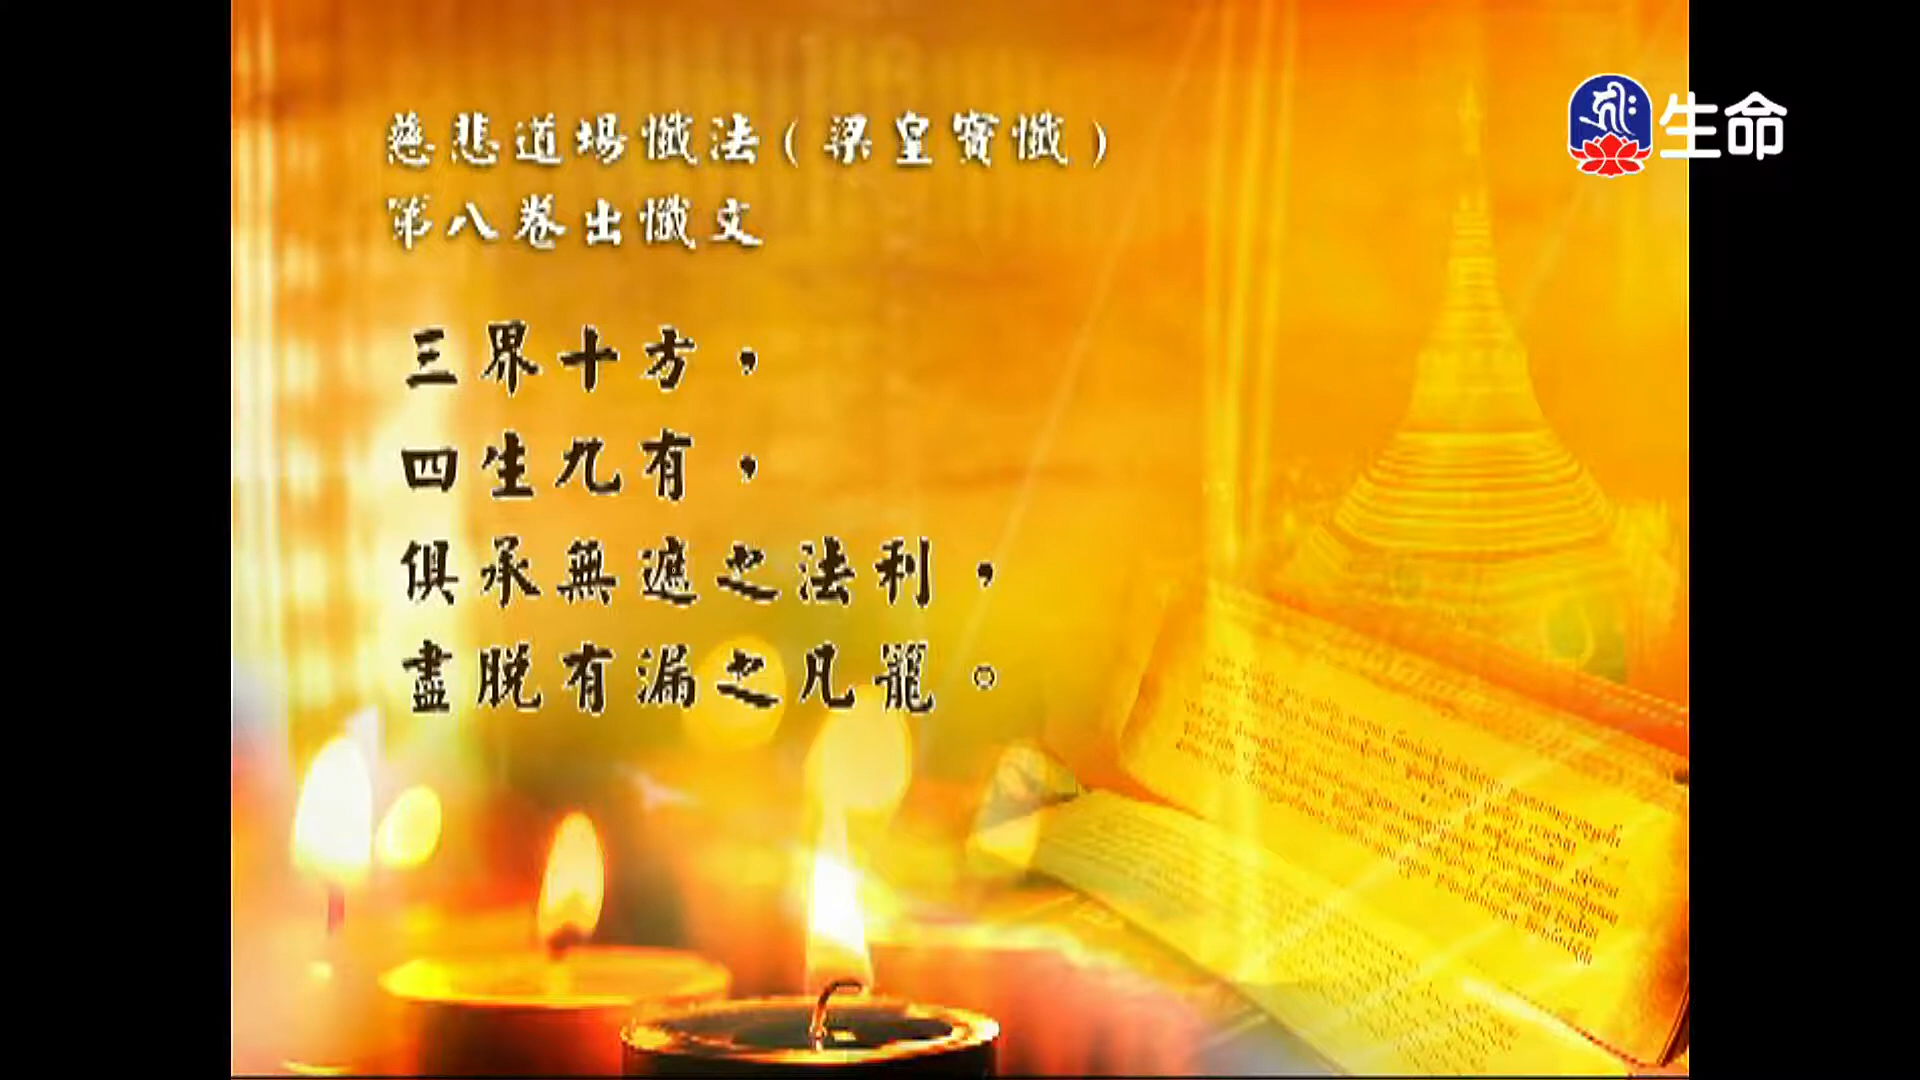 慈悲道場懺法(梁皇寶懺)
第八卷出懺文
三界十方，
四生九有，
俱承無遮之法利，
盡脱有漏之凡籠。
生命